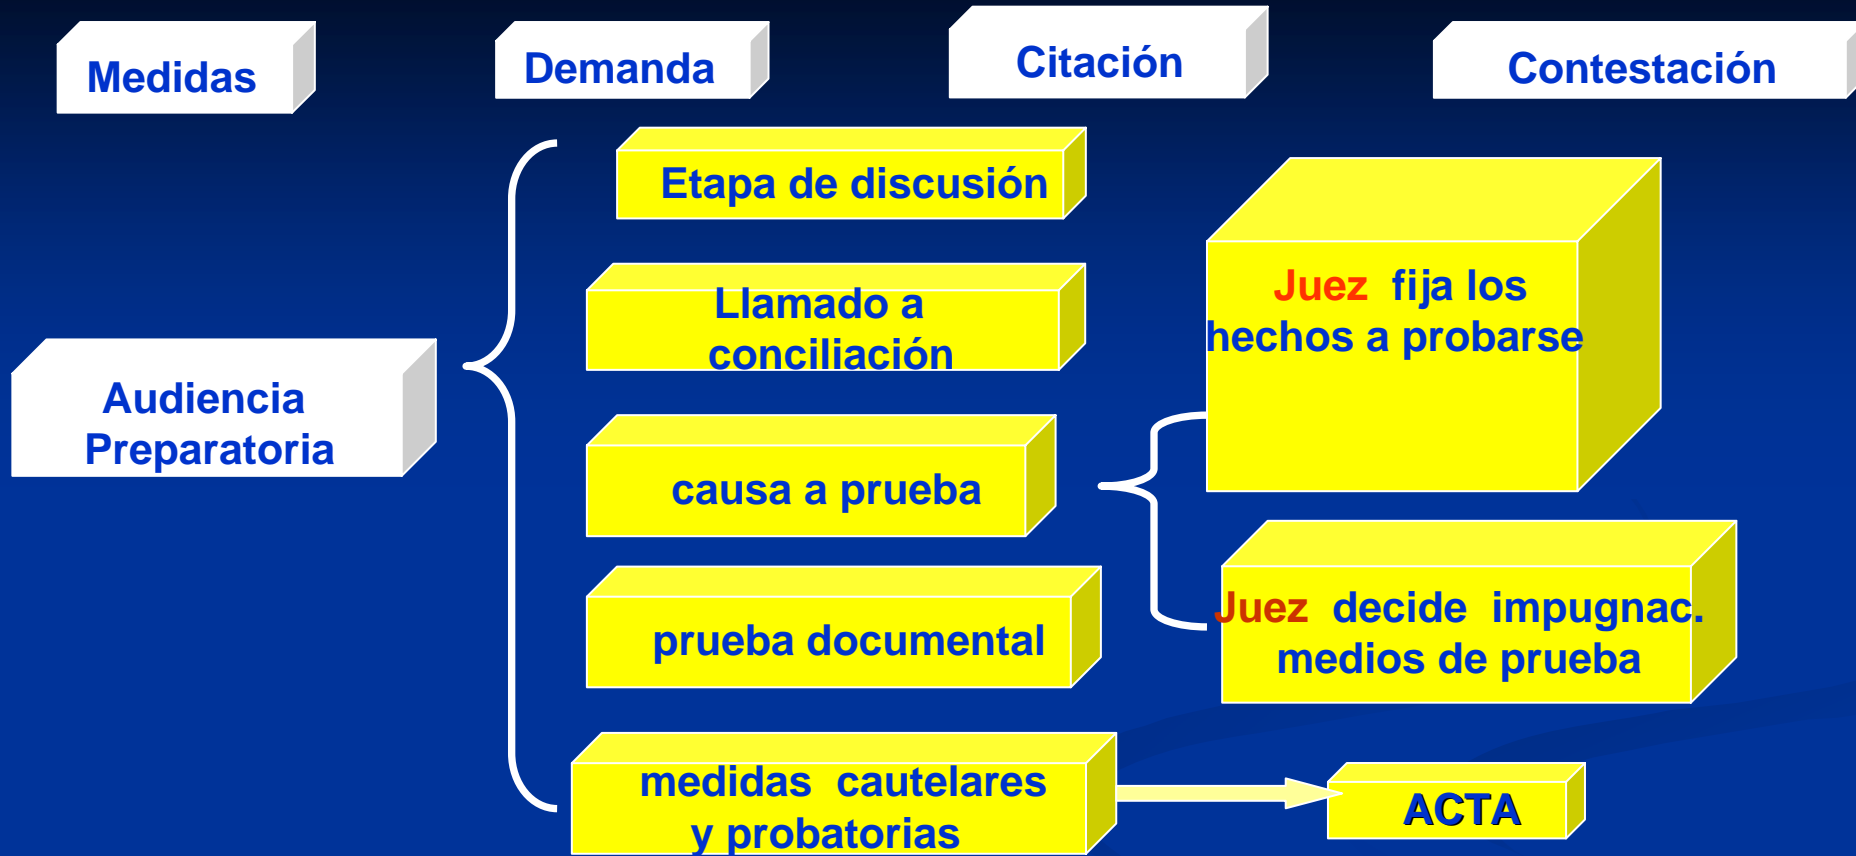 Medidas
Demanda
Citación
Contestación
Etapa de discusión
Llamado a
conciliación
Juez fija los
hechos a probarse
Audiencia
Preparatoria
causa a prueba
Juez decide impugnac.
medios de prueba
prueba documental
medidas cautelares
y probatorias
ACTA